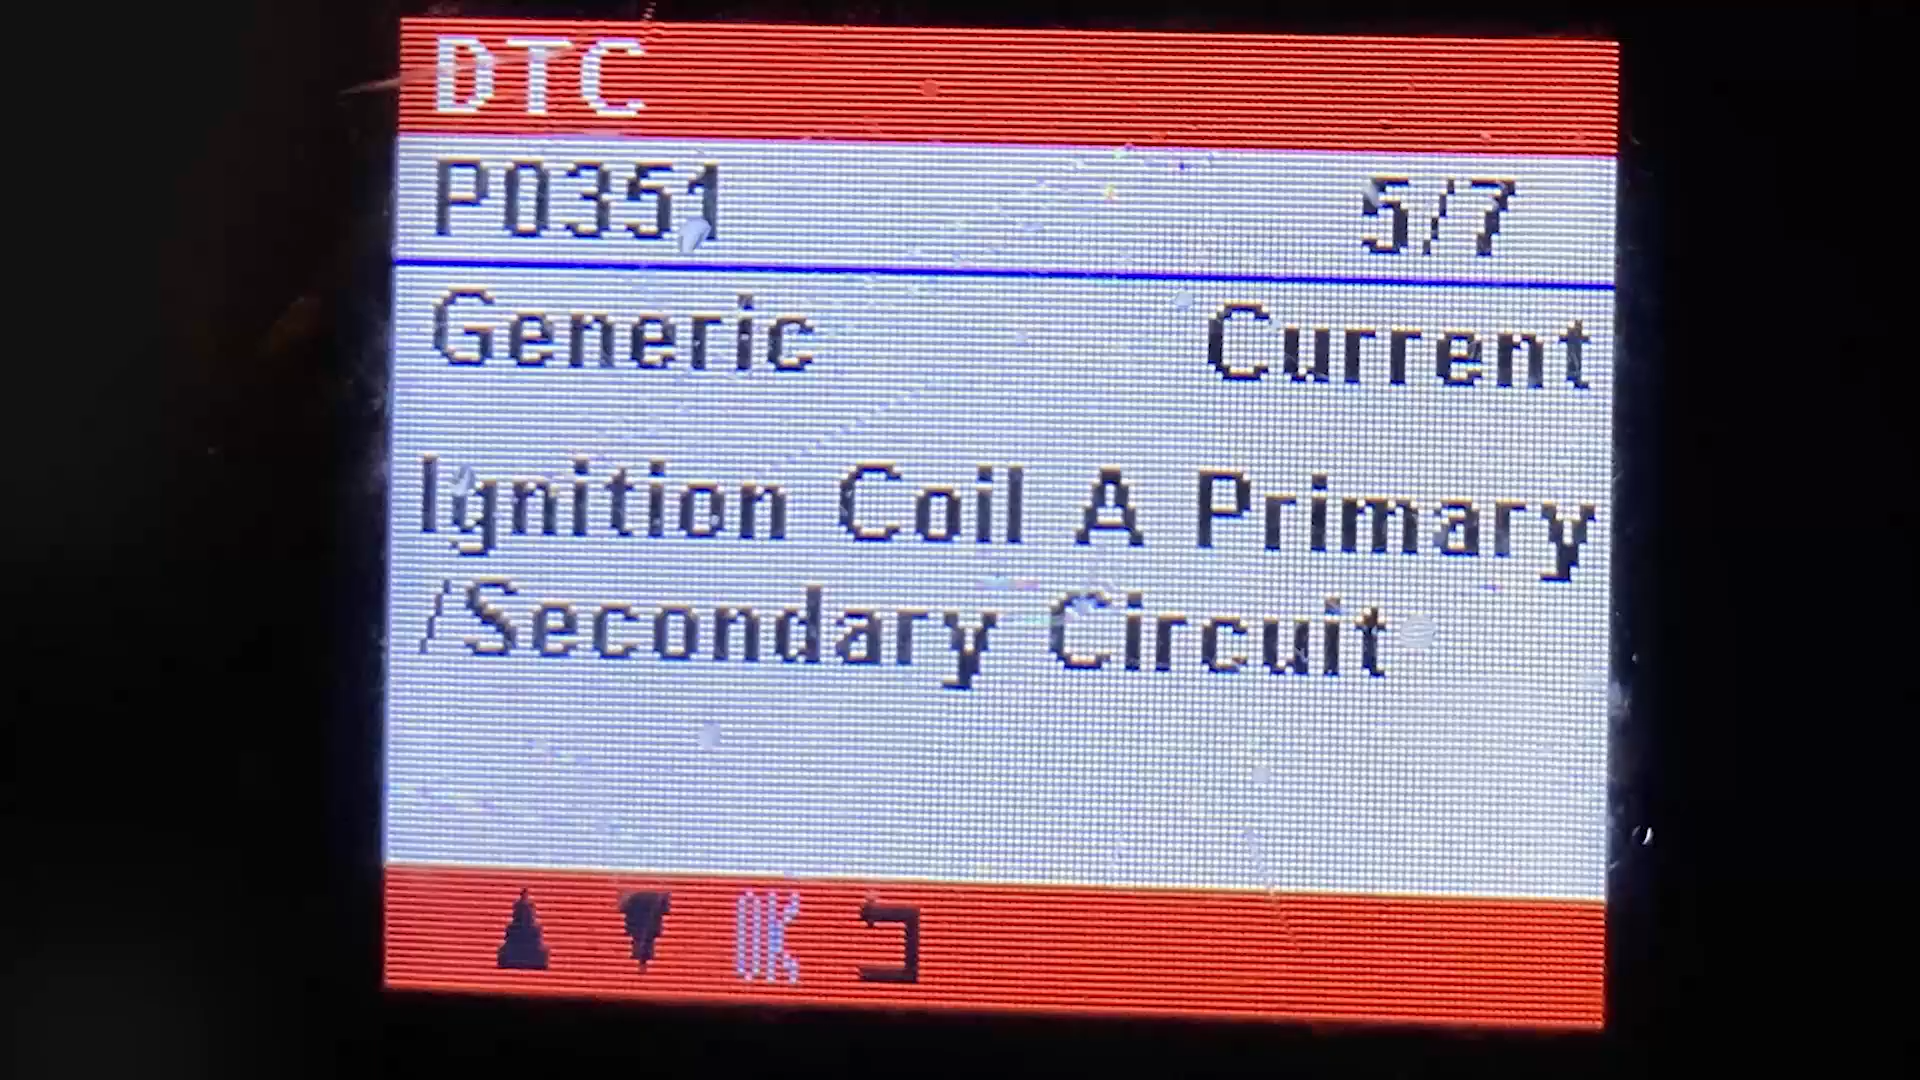 DTC
P0351 5/7
Generic Current
Ignition Coil A Primary
/Secondary Circuit
OK